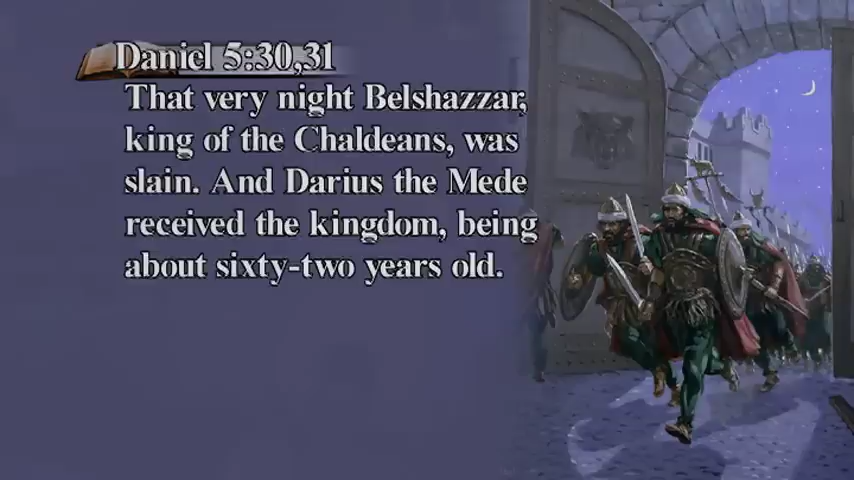 Daniel 5:30,31
That very night Belshazzar,
king of the Chaldeans, was
slain. And Darius the Mede
received the kingdom, being
about sixty-two years old.